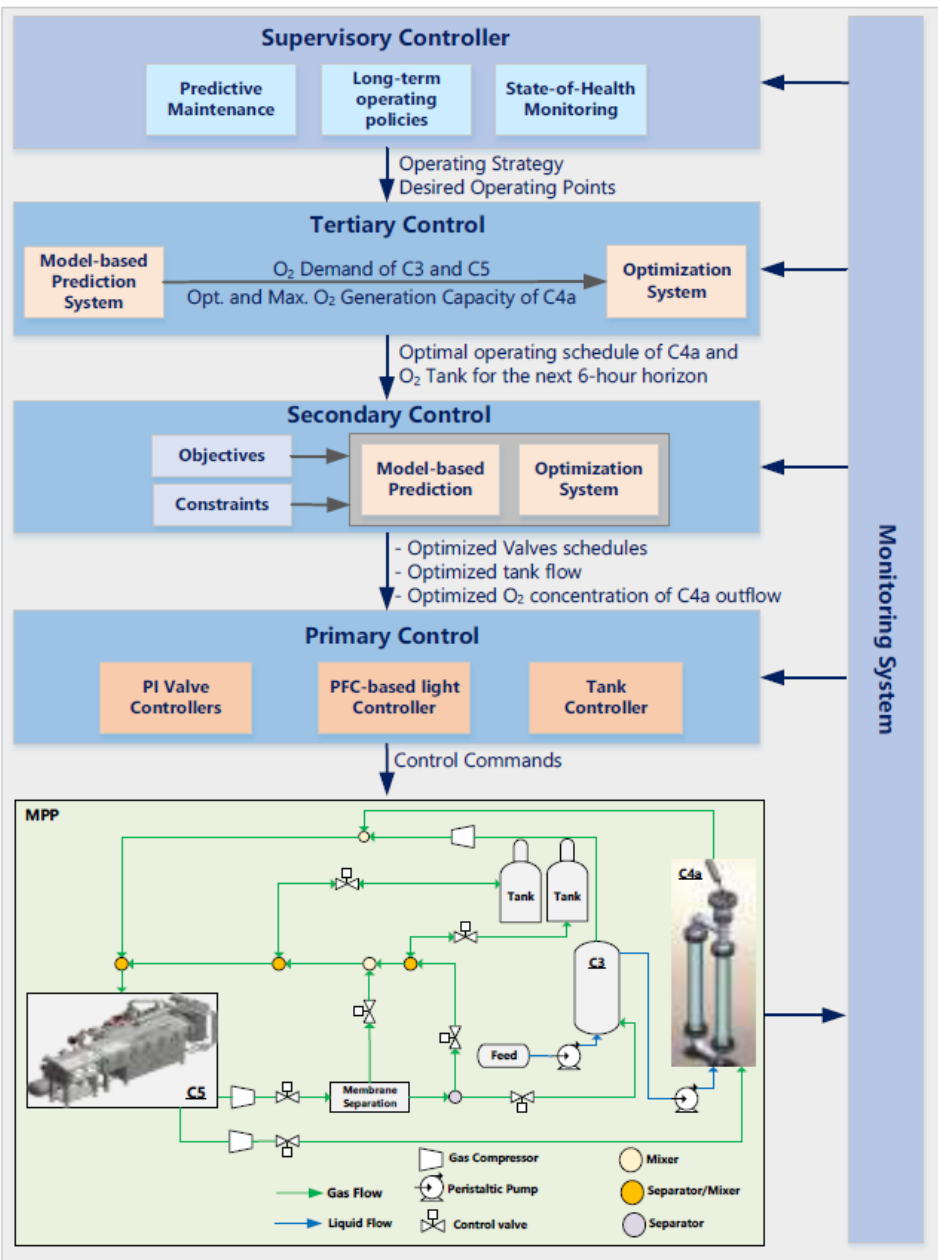 Supervisory Controller
Predictive
Maintenance
Long-term
operating
policies
State-of-Health
Monitoring
Operating Strategy
Desired Operating Points
Tertiary Control
Model-based
Prediction
System
O₂ Demand of C3 and C5
Opt. and Max. O₂ Generation Capacity of C4a
Optimization
System
Optimal operating schedule of C4a and
O₂ Tank for the next 6-hour horizon
Secondary Control
Objectives
Constraints
Model-based
Prediction
Optimization
System
- Optimized Valves schedules
- Optimized tank flow
- Optimized O₂ concentration of C4a outflow
Primary Control
PI Valve
Controllers
PFC-based light
Controller
Tank
Controller
Control Commands
Monitoring System
MPP
Tank
Tank
C4a
C3
Feed
C5
Membrane
Separation
Gas Flow
Liquid Flow
Gas Compressor
Peristaltic Pump
Control valve
Mixer
Separator/Mixer
Separator